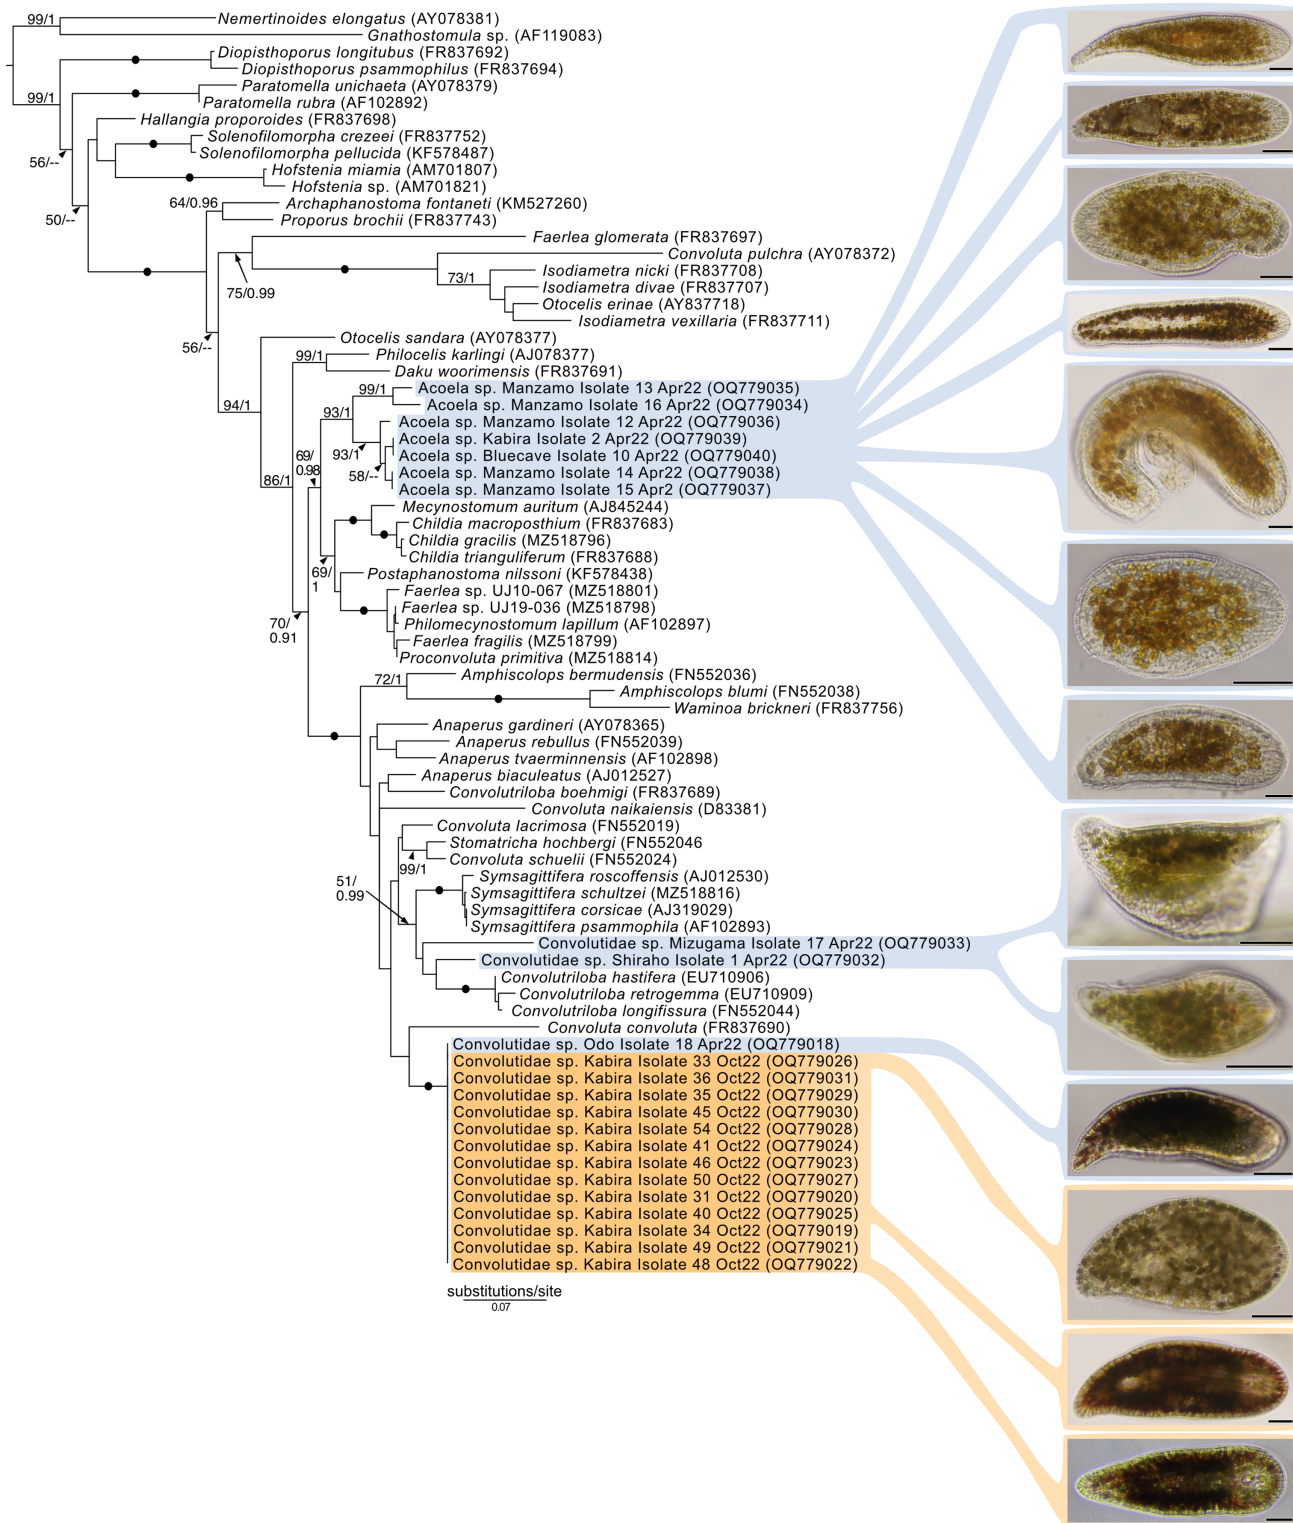 99/1
Nemertinoides elongatus (AY078381)
Gnathostomula sp. (AF119083)
Diopisthoporus longitubus (FR837692)
Diopisthoporus psammophilus (FR837694)
99/1
Paratomella unichaeta (AY078379)
Paratomella rubra (AF102892)
Hallangia proporoides (FR837698)
Solenofilomorpha crezeei (FR837752)
56/--
Solenofilomorpha pellucida (KF578487)
Hofstenia miamia (AM701807)
Hofstenia sp. (AM701821)
64/0.96
Archaphanostoma fontaneti (KM527260)
50/--
Proporus brochii (FR837743)
Faerlea glomerata (FR837697)
Convoluta pulchra (AY078372)
73/1
Isodiametra nicki (FR837708)
75/0.99
Isodiametra divae (FR837707)
Otocelis erinae (AY837718)
Isodiametra vexillaria (FR837711)
56/--
Otocelis sandara (AY078377)
99/1
Philocelis karlingi (AJ078377)
Daku woorimensis (FR837691)
99/1
Acoela sp. Manzamo Isolate 13 Apr22 (OQ779035)
94/1
Acoela sp. Manzamo Isolate 16 Apr22 (OQ779034)
93/1
Acoela sp. Manzamo Isolate 12 Apr22 (OQ779036)
Acoela sp. Kabira Isolate 2 Apr22 (OQ779039)
69/
0.98
93/1
Acoela sp. Bluecave Isolate 10 Apr22 (OQ779040)
86/1
58/--
Acoela sp. Manzamo Isolate 14 Apr22 (OQ779038)
Acoela sp. Manzamo Isolate 15 Apr2 (OQ779037)
Mecynostomum auritum (AJ845244)
Childia macroposthium (FR837683)
Childia gracilis (MZ518796)
Childia trianguliferum (FR837688)
69/
1
Postaphanostoma nilssoni (KF578438)
Faerlea sp. UJ10-067 (MZ518801)
Faerlea sp. UJ19-036 (MZ518798)
70/
0.91
Philomecynostomum lapillum (AF102897)
Faerlea fragilis (MZ518799)
Proconvoluta primitiva (MZ518814)
72/1
Amphiscolops bermudensis (FN552036)
Amphiscolops blumi (FN552038)
Waminoa brickneri (FR837756)
Anaperus gardineri (AY078365)
Anaperus rebullus (FN552039)
Anaperus tvaerminnensis (AF102898)
Anaperus biaculeatus (AJ012527)
Convolutriloba boehmigi (FR837689)
Convoluta naikaiensis (D83381)
Convoluta lacrimosa (FN552019)
Stomatricha hochbergi (FN552046
Convoluta schuelii (FN552024)
99/1
51/
0.99
Symsagittifera roscoffensis (AJ012530)
Symsagittifera schultzei (MZ518816)
Symsagittifera corsicae (AJ319029)
Symsagittifera psammophila (AF102893)
Convolutidae sp. Mizugama Isolate 17 Apr22 (OQ779033)
Convolutidae sp. Shiraho Isolate 1 Apr22 (OQ779032)
Convolutriloba hastifera (EU710906)
Convolutriloba retrogemma (EU710909)
Convolutriloba longifissura (FN552044)
Convoluta convoluta (FR837690)
Convolutidae sp. Odo Isolate 18 Apr22 (OQ779018)
Convolutidae sp. Kabira Isolate 33 Oct22 (OQ779026)
Convolutidae sp. Kabira Isolate 36 Oct22 (OQ779031)
Convolutidae sp. Kabira Isolate 35 Oct22 (OQ779029)
Convolutidae sp. Kabira Isolate 45 Oct22 (OQ779030)
Convolutidae sp. Kabira Isolate 54 Oct22 (OQ779028)
Convolutidae sp. Kabira Isolate 41 Oct22 (OQ779024)
Convolutidae sp. Kabira Isolate 46 Oct22 (OQ779023)
Convolutidae sp. Kabira Isolate 50 Oct22 (OQ779027)
Convolutidae sp. Kabira Isolate 31 Oct22 (OQ779020)
Convolutidae sp. Kabira Isolate 40 Oct22 (OQ779025)
Convolutidae sp. Kabira Isolate 34 Oct22 (OQ779019)
Convolutidae sp. Kabira Isolate 49 Oct22 (OQ779021)
Convolutidae sp. Kabira Isolate 48 Oct22 (OQ779022)
substitutions/site
0.07